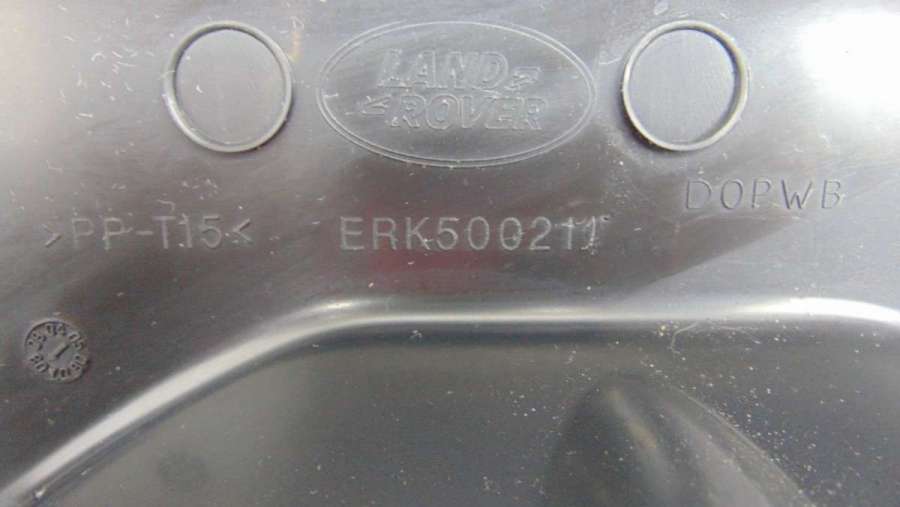 LAND
ROVER
DOPWB
>PP-T15<
ERK500211